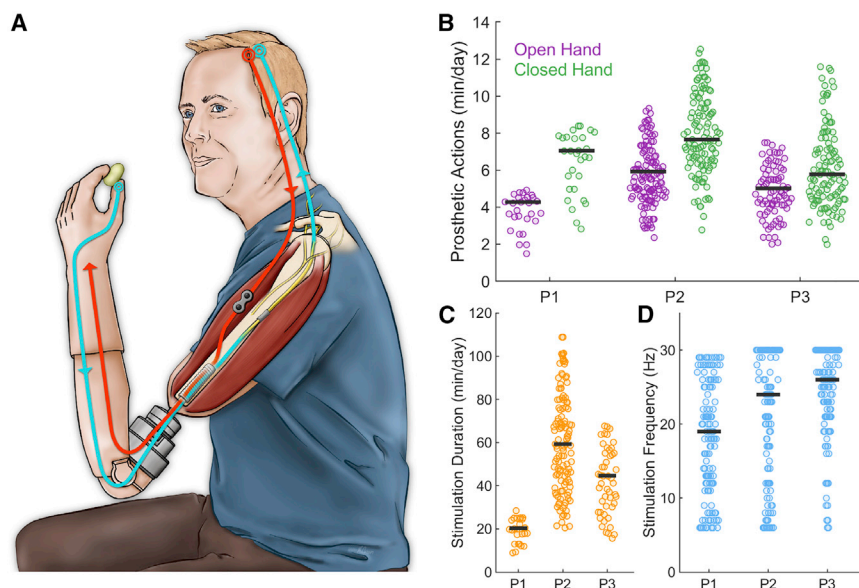 A
B
Prosthetic Actions (min/day)
14
12
10
8
6
4
2
0
Open Hand
Closed Hand
P1 P2 P3
C
Stimulation Duration (min/day)
120
100
80
60
40
20
0
P1 P2 P3
D
Stimulation Frequency (Hz)
30
20
10
0
P1 P2 P3